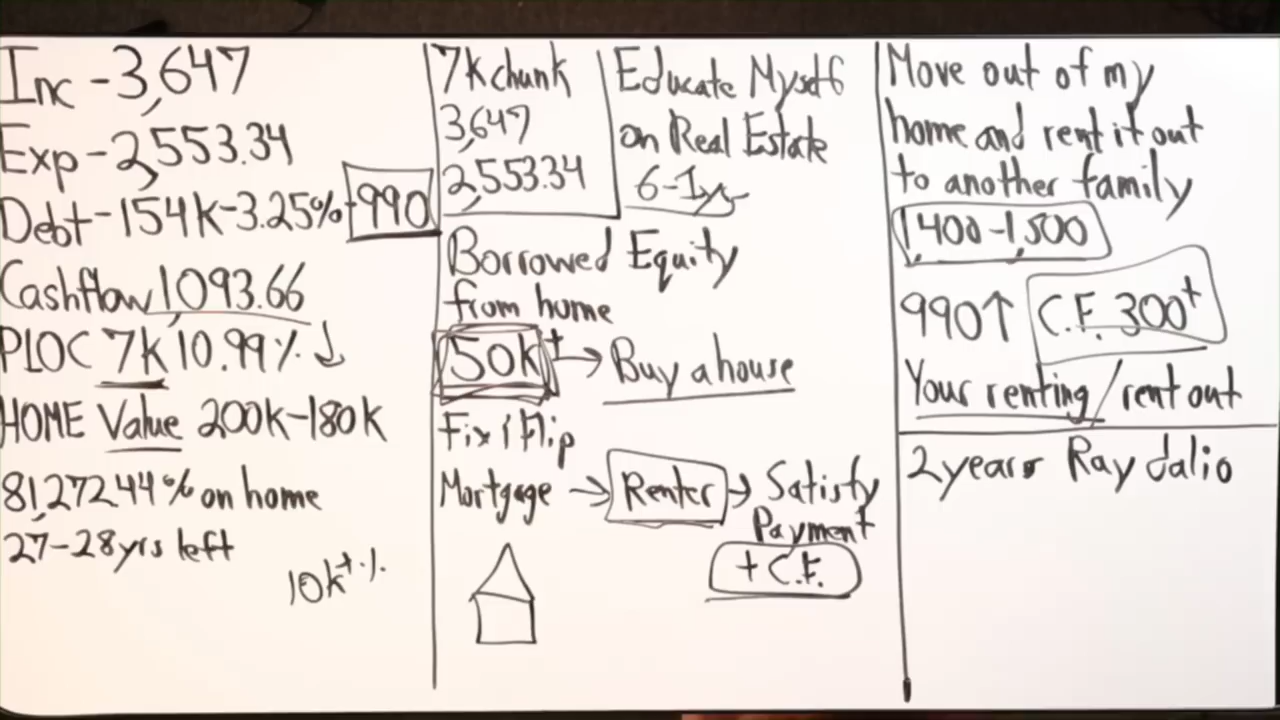 Inc - 3,647
Exp - 2,553.34
Debt - 154K - 3.25% - 990
Cashflow 1,093.66
PLOC 7K 10.99% ↓
HOME Value 200K-180K
81,272.44 % on home
27-28yrs left
10k+ %
7K chunk
3,647
2,553.34
Educate Myself
on Real Estate
6-1yr
Borrowed Equity
from home
50K+ → Buy a house
Fix / Flip
Mortgage → Renter → Satisfy
Payment
+ C.F.
Move out of my
home and rent it out
to another family
1,400-1,500
990↑ C.F. 300+
Your renting / rent out
2 years Ray dalio